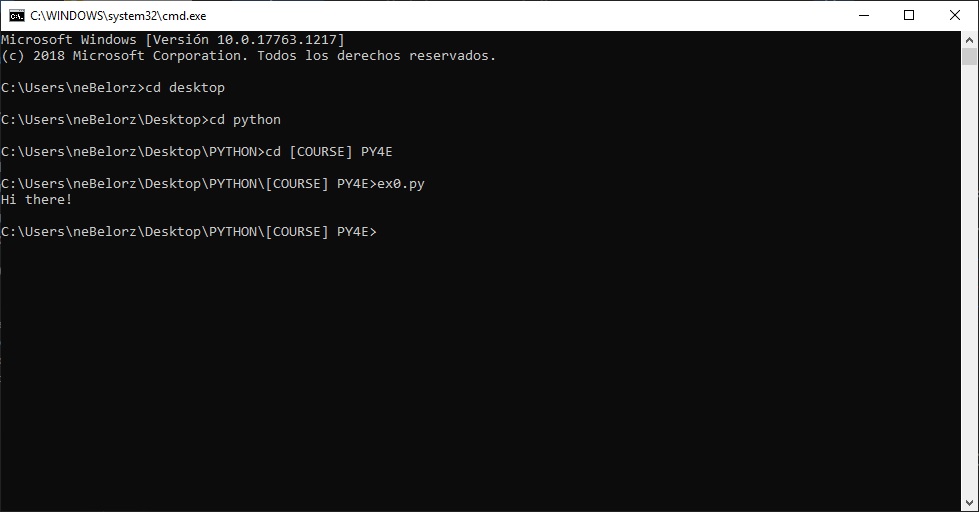 C:\WINDOWS\system32\cmd.exe
Microsoft Windows [Versión 10.0.17763.1217]
(c) 2018 Microsoft Corporation. Todos los derechos reservados.
C:\Users\neBelorz>cd desktop
C:\Users\neBelorz\Desktop>cd python
C:\Users\neBelorz\Desktop\PYTHON>cd [COURSE] PY4E
C:\Users\neBelorz\Desktop\PYTHON\[COURSE] PY4E>ex0.py
Hi there!
C:\Users\neBelorz\Desktop\PYTHON\[COURSE] PY4E>